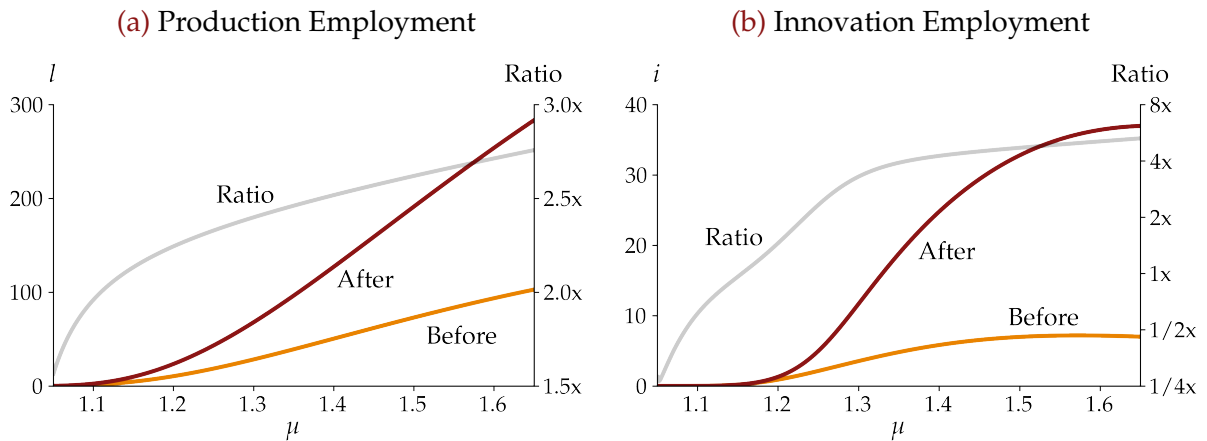 (a) Production Employment
l
Ratio
300
200
100
0
3.0x
2.5x
2.0x
1.5x
Ratio
After
Before
1.1
1.2
1.3
1.4
1.5
1.6
μ
(b) Innovation Employment
i
Ratio
40
30
20
10
0
8x
4x
2x
1x
1/2x
1/4x
Ratio
After
Before
1.1
1.2
1.3
1.4
1.5
1.6
μ